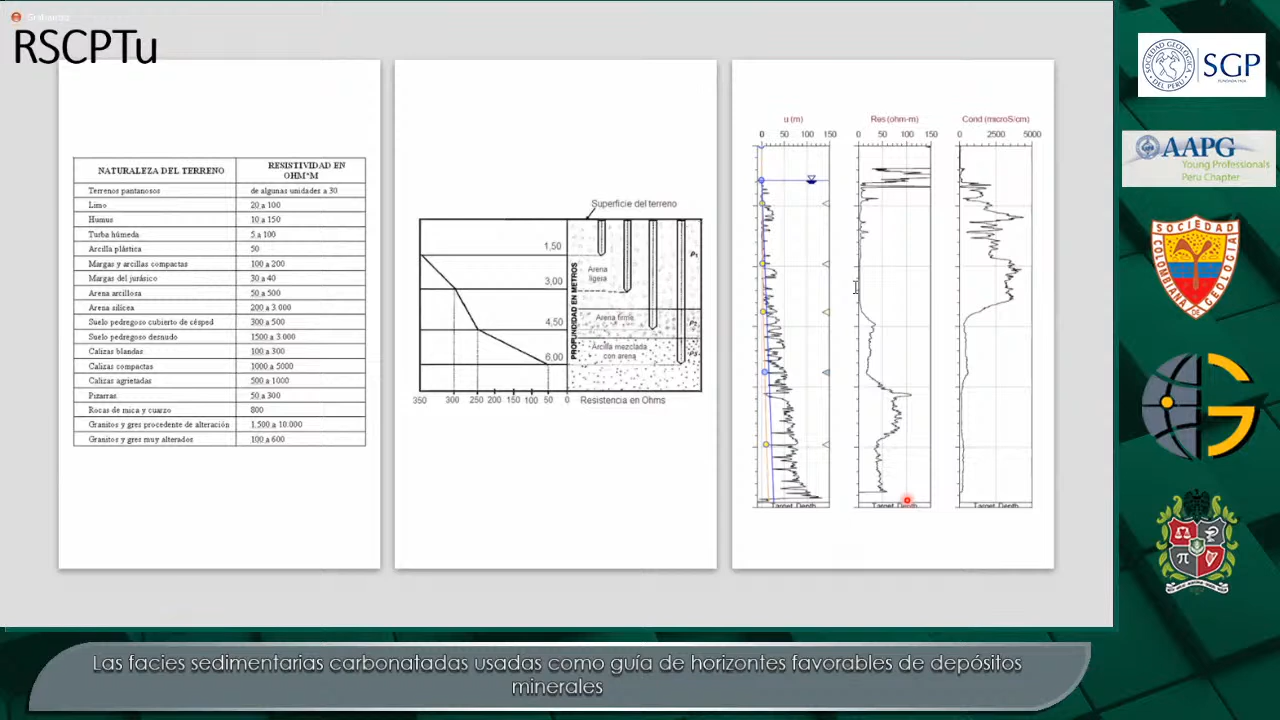 Grabando
RSCPTu
NATURALEZA DEL TERRENO RESISTIVIDAD EN OHM*M
Terrenos pantanosos de algunas unidades a 30
Limo 20 a 100
Humus 10 a 150
Turba húmeda 5 a 100
Arcilla plástica 50
Margas y arcillas compactas 100 a 200
Margas del jurásico 30 a 40
Arena arcillosa 50 a 500
Arena silícea 200 a 3 000
Suelo pedregoso cubierto de césped 300 a 500
Suelo pedregoso desnudo 1500 a 3 000
Calizas blandas 100 a 300
Calizas compactas 1000 a 5000
Calizas agrietadas 500 a 1000
Pizarras 50 a 300
Rocas de mica y cuarzo 800
Granitos y gres procedente de alteración 1.500 a 10.000
Granitos y gres muy alterados 100 a 600
Superficie del terreno
1,50
3,00
4,50
6,00
PROFUNDIDAD EN METROS
Arena ligera
Arena firme
Arcilla mezclada con arena
P1
P2
P3
350 300 250 200 150 100 50 0 Resistencia en Ohms
u (m)
0 50 100 150
Res (ohm-m)
0 50 100 150
Cond (microS/cm)
0 2500 5000
Target Depth
Target Depth
Target Depth
SOCIEDAD GEOLÓGICA DEL PERÚ
SGP
AAPG
Young Professionals
Peru Chapter
SOCIEDAD
COLOMBIANA DE GEOLOGIA
G
π
Las facies sedimentarias carbonatadas usadas como guía de horizontes favorables de depósitos
minerales